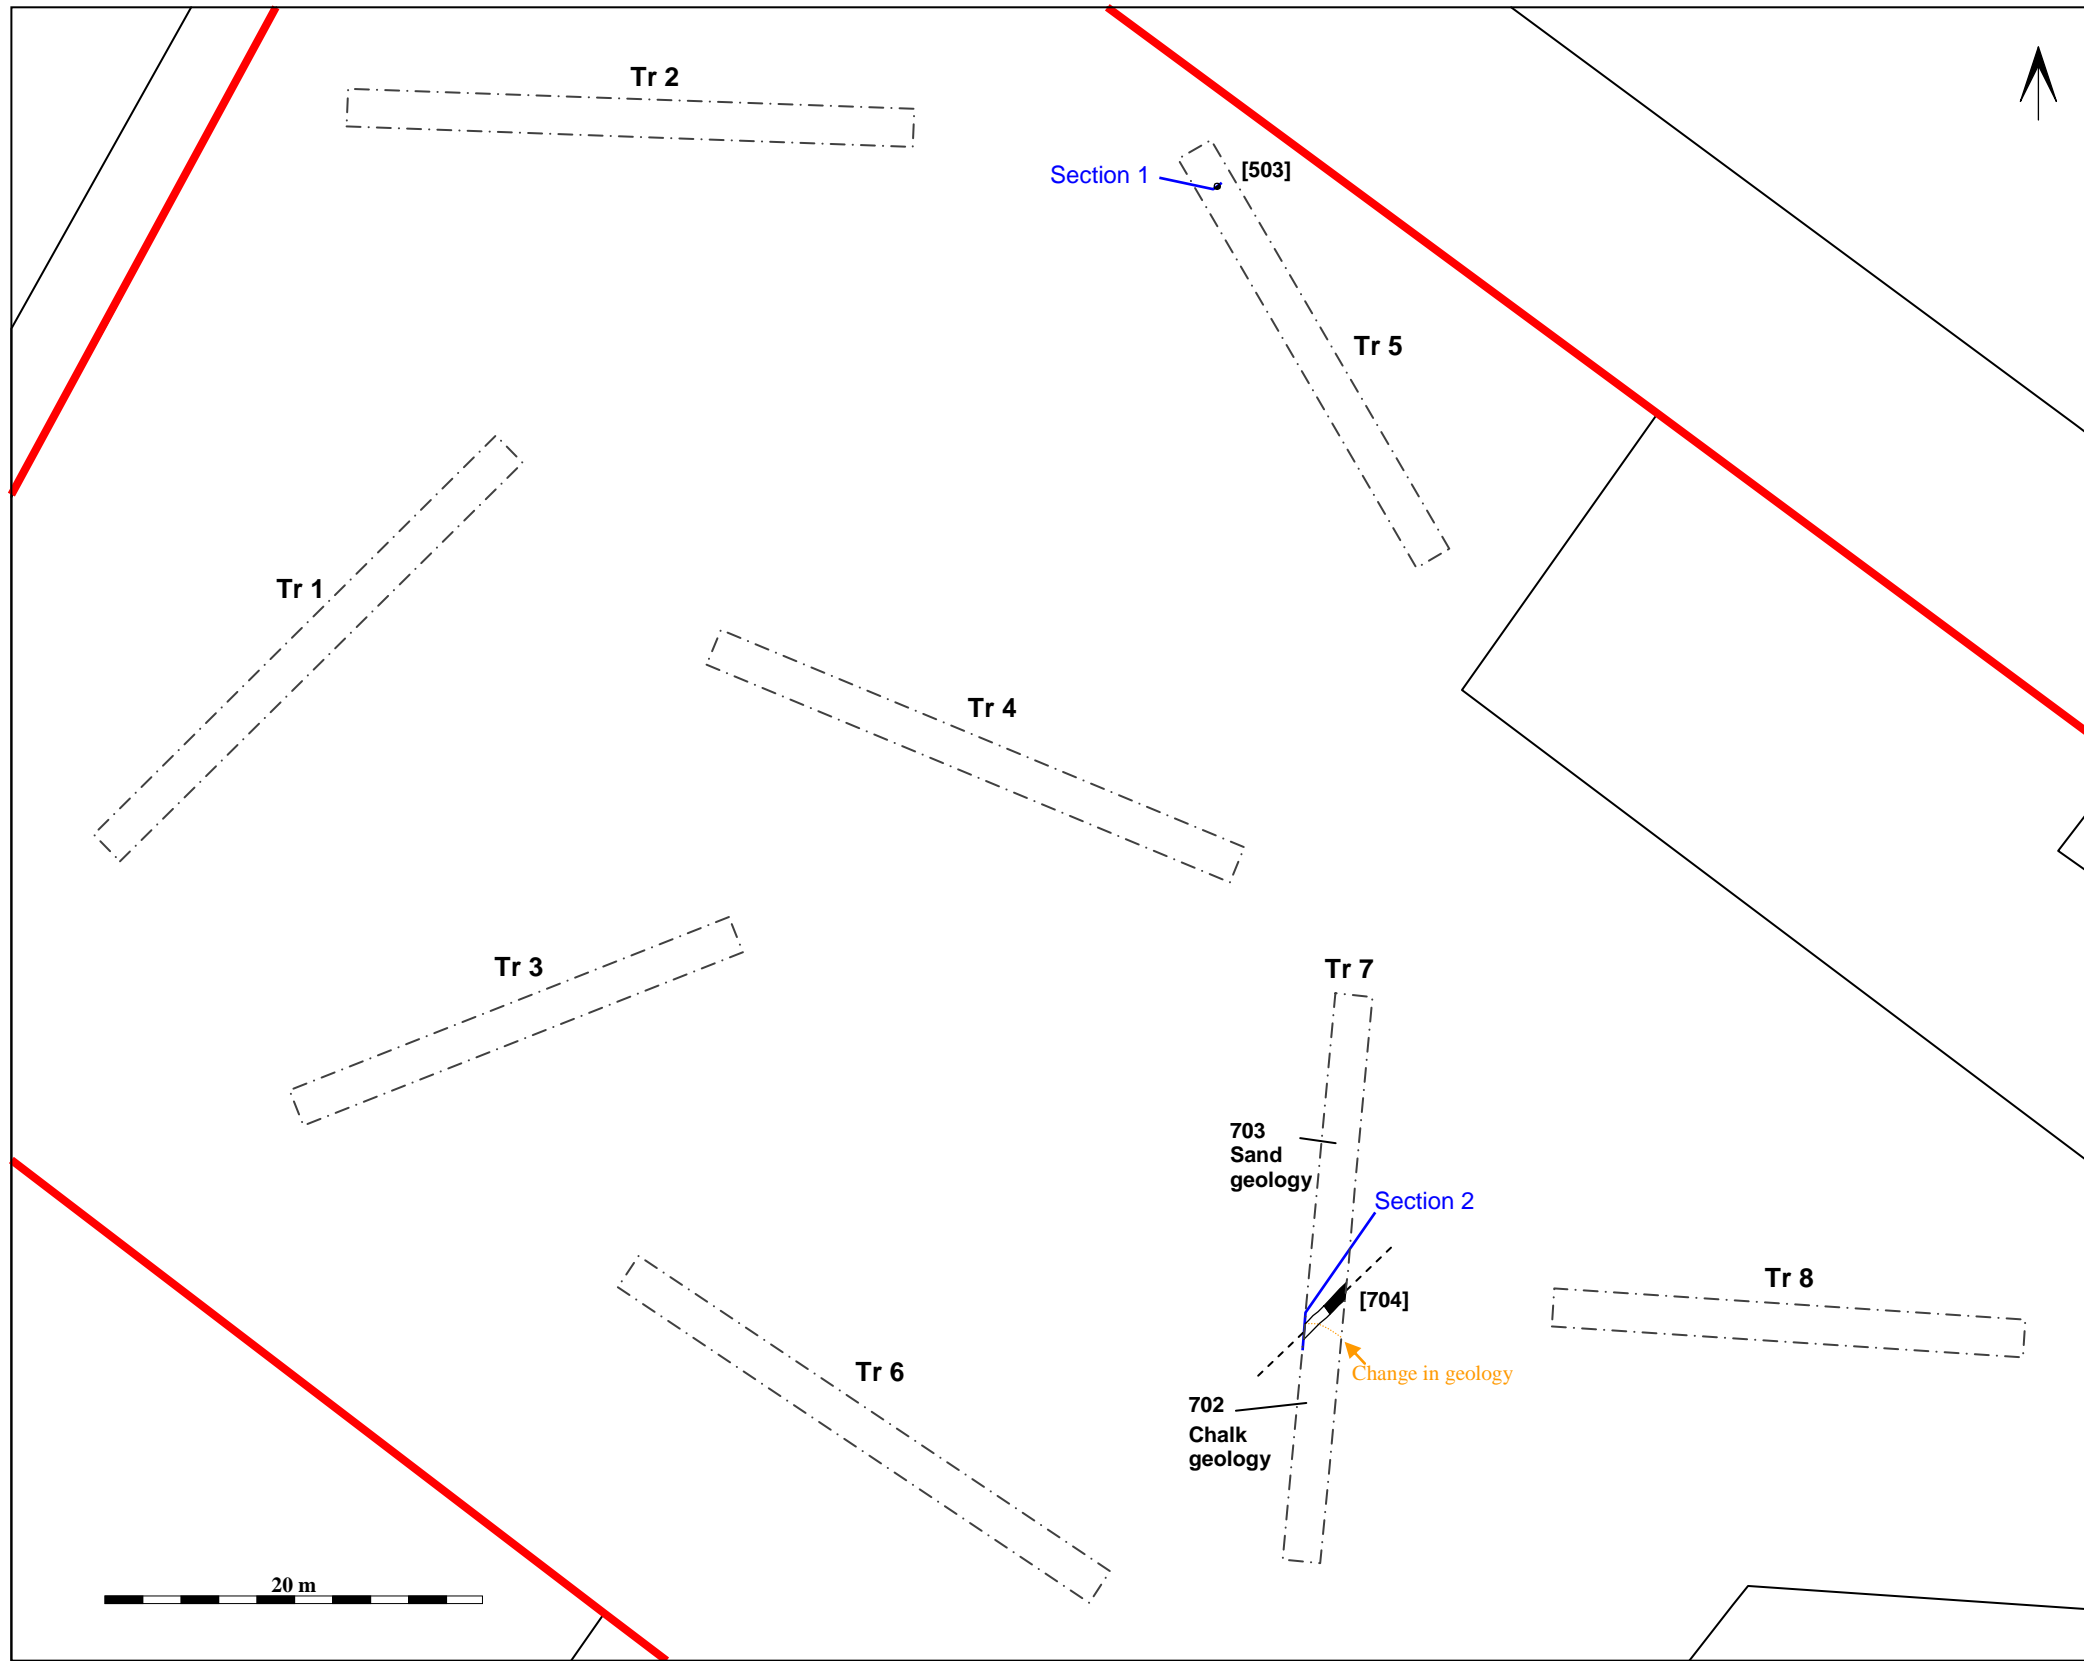 Tr 2
[503]
Section 1
Tr 5
Tr 1
Tr 4
Tr 3
Tr 7
703
Sand
geology
Section 2
Tr 8
[704]
Tr 6
Change in geology
702
Chalk
geology
20 m